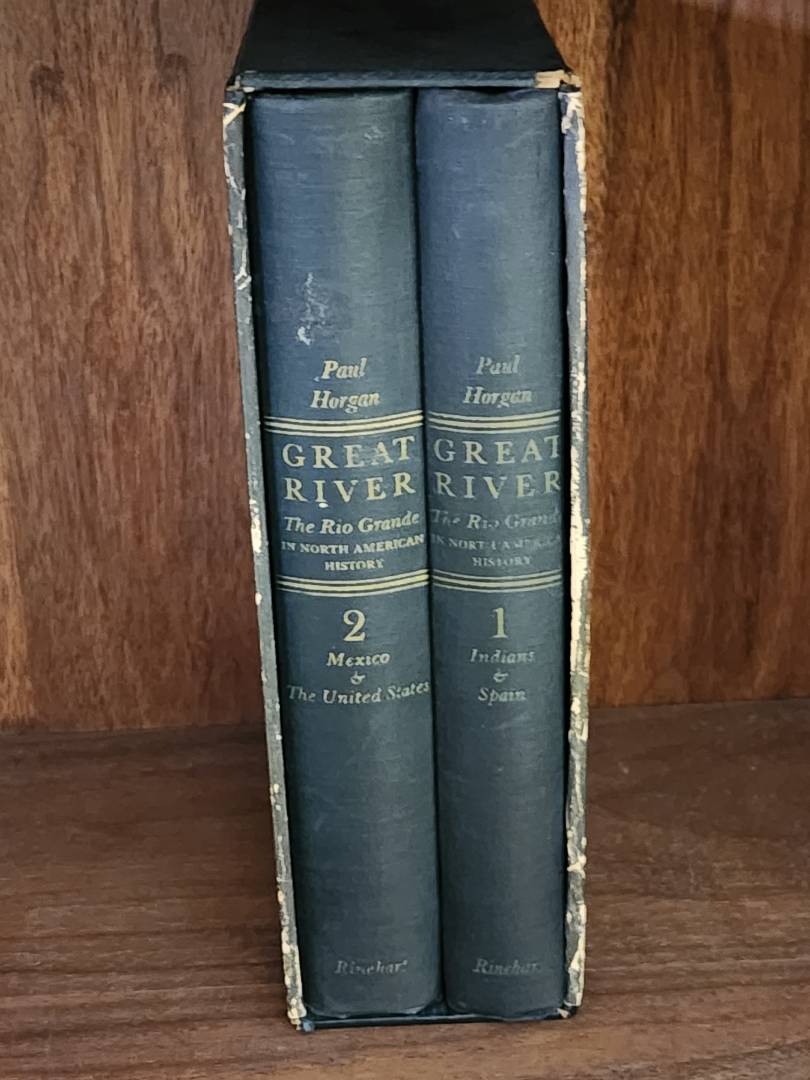 Paul
Horgan
GREAT
RIVER
The Rio Grande
IN NORTH AMERICAN
HISTORY
2
Mexico
&
The United States
Rinehart
Paul
Horgan
GREAT
RIVER
The Rio Grande
IN NORTH AMERICAN
HISTORY
1
Indians
&
Spain
Rinehart